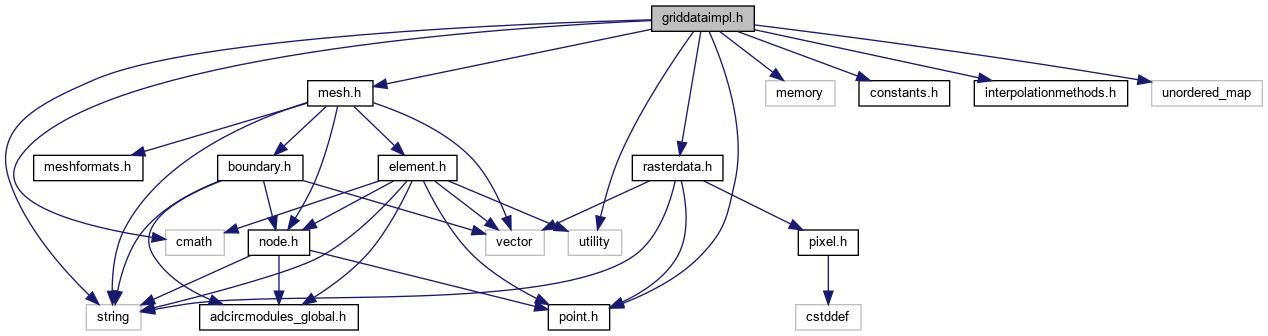 griddataimpl.h
mesh.h
memory
constants.h
interpolationmethods.h
unordered_map
meshformats.h
boundary.h
element.h
rasterdata.h
cmath
node.h
vector
utility
pixel.h
string
adcircmodules_global.h
point.h
cstddef